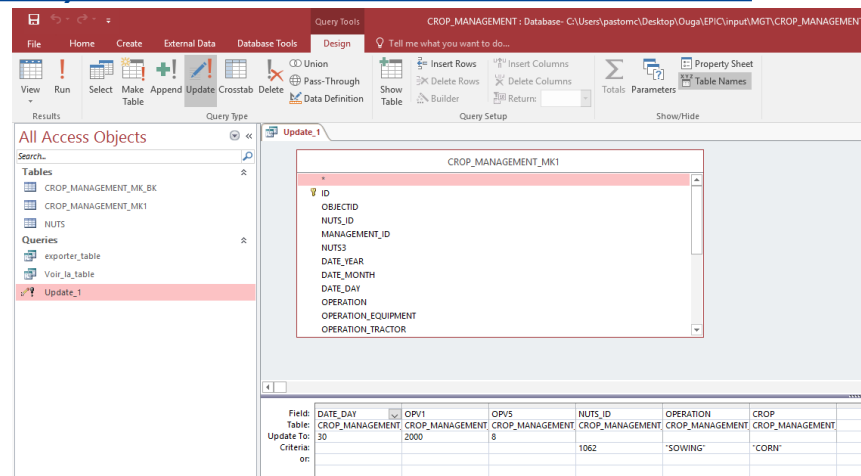 Query Tools
CROP_MANAGEMENT : Database- C:\Users\pastomc\Desktop\Ouga\EPIC\input\MGT\CROP_MANAGEMEN
File Home Create External Data Database Tools Design Tell me what you want to do...
View Run Select Make Table Append Update Crosstab Delete
Union
Pass-Through
Data Definition
Show Table
Insert Rows
Delete Rows
Builder
Insert Columns
Delete Columns
Return:
Totals Parameters
Property Sheet
Table Names
Results Query Type Query Setup Show/Hide
All Access Objects
Search...
Tables
CROP_MANAGEMENT_MK_BK
CROP_MANAGEMENT_MK1
NUTS
Queries
exporter_table
Voir_la_table
Update_1
Update_1
CROP_MANAGEMENT_MK1
*
ID
OBJECTID
NUTS_ID
MANAGEMENT_ID
NUTS3
DATE_YEAR
DATE_MONTH
DATE_DAY
OPERATION
OPERATION_EQUIPMENT
OPERATION_TRACTOR
Field: DATE_DAY OPV1 OPV5 NUTS_ID OPERATION CROP
Table: CROP_MANAGEMENT CROP_MANAGEMENT CROP_MANAGEMENT CROP_MANAGEMENT CROP_MANAGEMENT CROP_MANAGEMENT
Update To: 30 2000 8
Criteria: 1062 "SOWING" "CORN"
or: